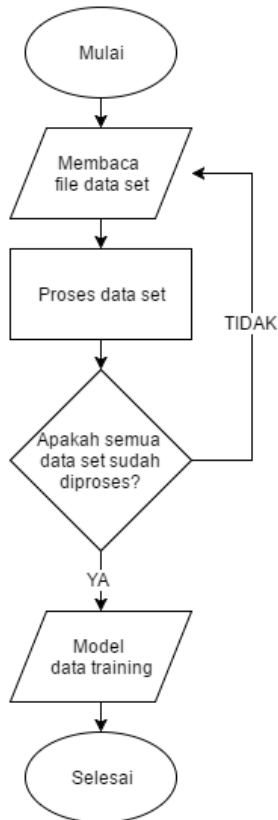 Mulai
Membaca
file data set
Proses data set
TIDAK
Apakah semua
data set sudah
diproses?
YA
Model
data training
Selesai